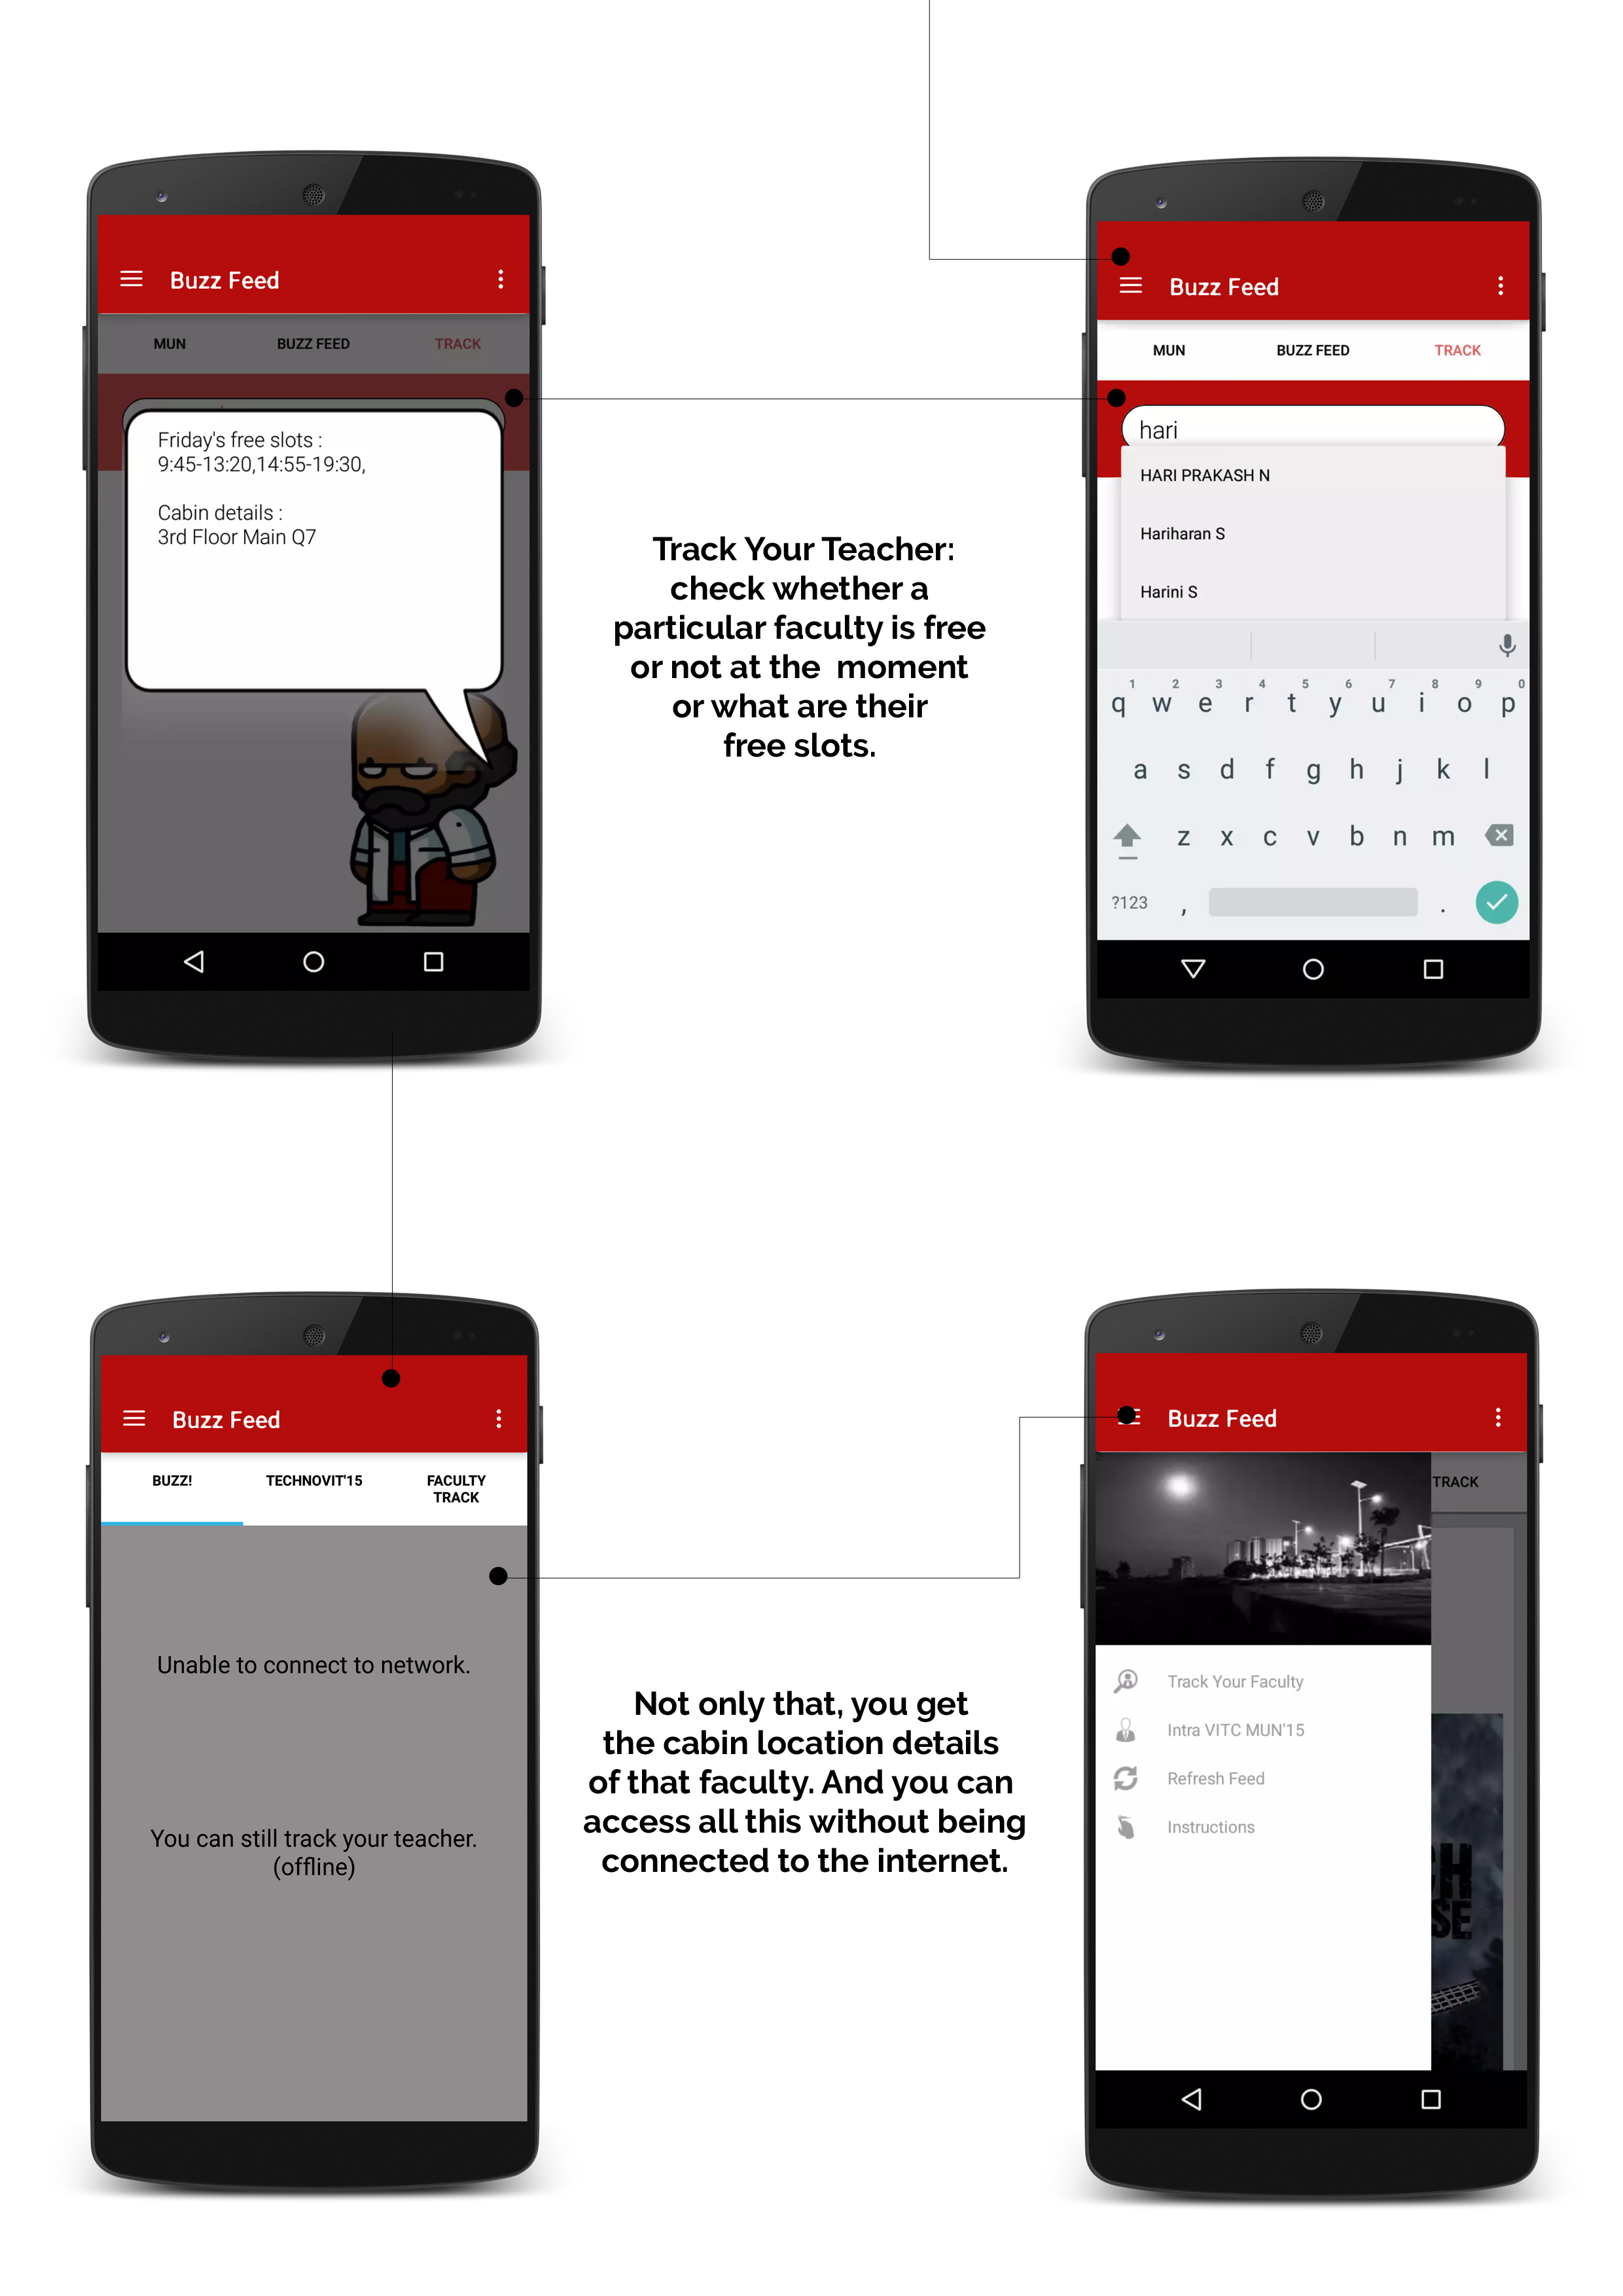 Buzz Feed
MUN BUZZ FEED TRACK
Friday's free slots :
9:45-13:20,14:55-19:30,
Cabin details :
3rd Floor Main Q7
Track Your Teacher:
check whether a
particular faculty is free
or not at the moment
or what are their
free slots.
Buzz Feed
MUN BUZZ FEED TRACK
hari
HARI PRAKASH N
Hariharan S
Harini S
1 2 3 4 5 6 7 8 9 0
q w e r t y u i o p
a s d f g h j k l
z x c v b n m
?123 , .
Buzz Feed
BUZZ! TECHNOVIT'15 FACULTY
TRACK
Unable to connect to network.
You can still track your teacher.
(offline)
Not only that, you get
the cabin location details
of that faculty. And you can
access all this without being
connected to the internet.
Buzz Feed
TRACK
Track Your Faculty
Intra VITC MUN'15
Refresh Feed
Instructions
CH
SE